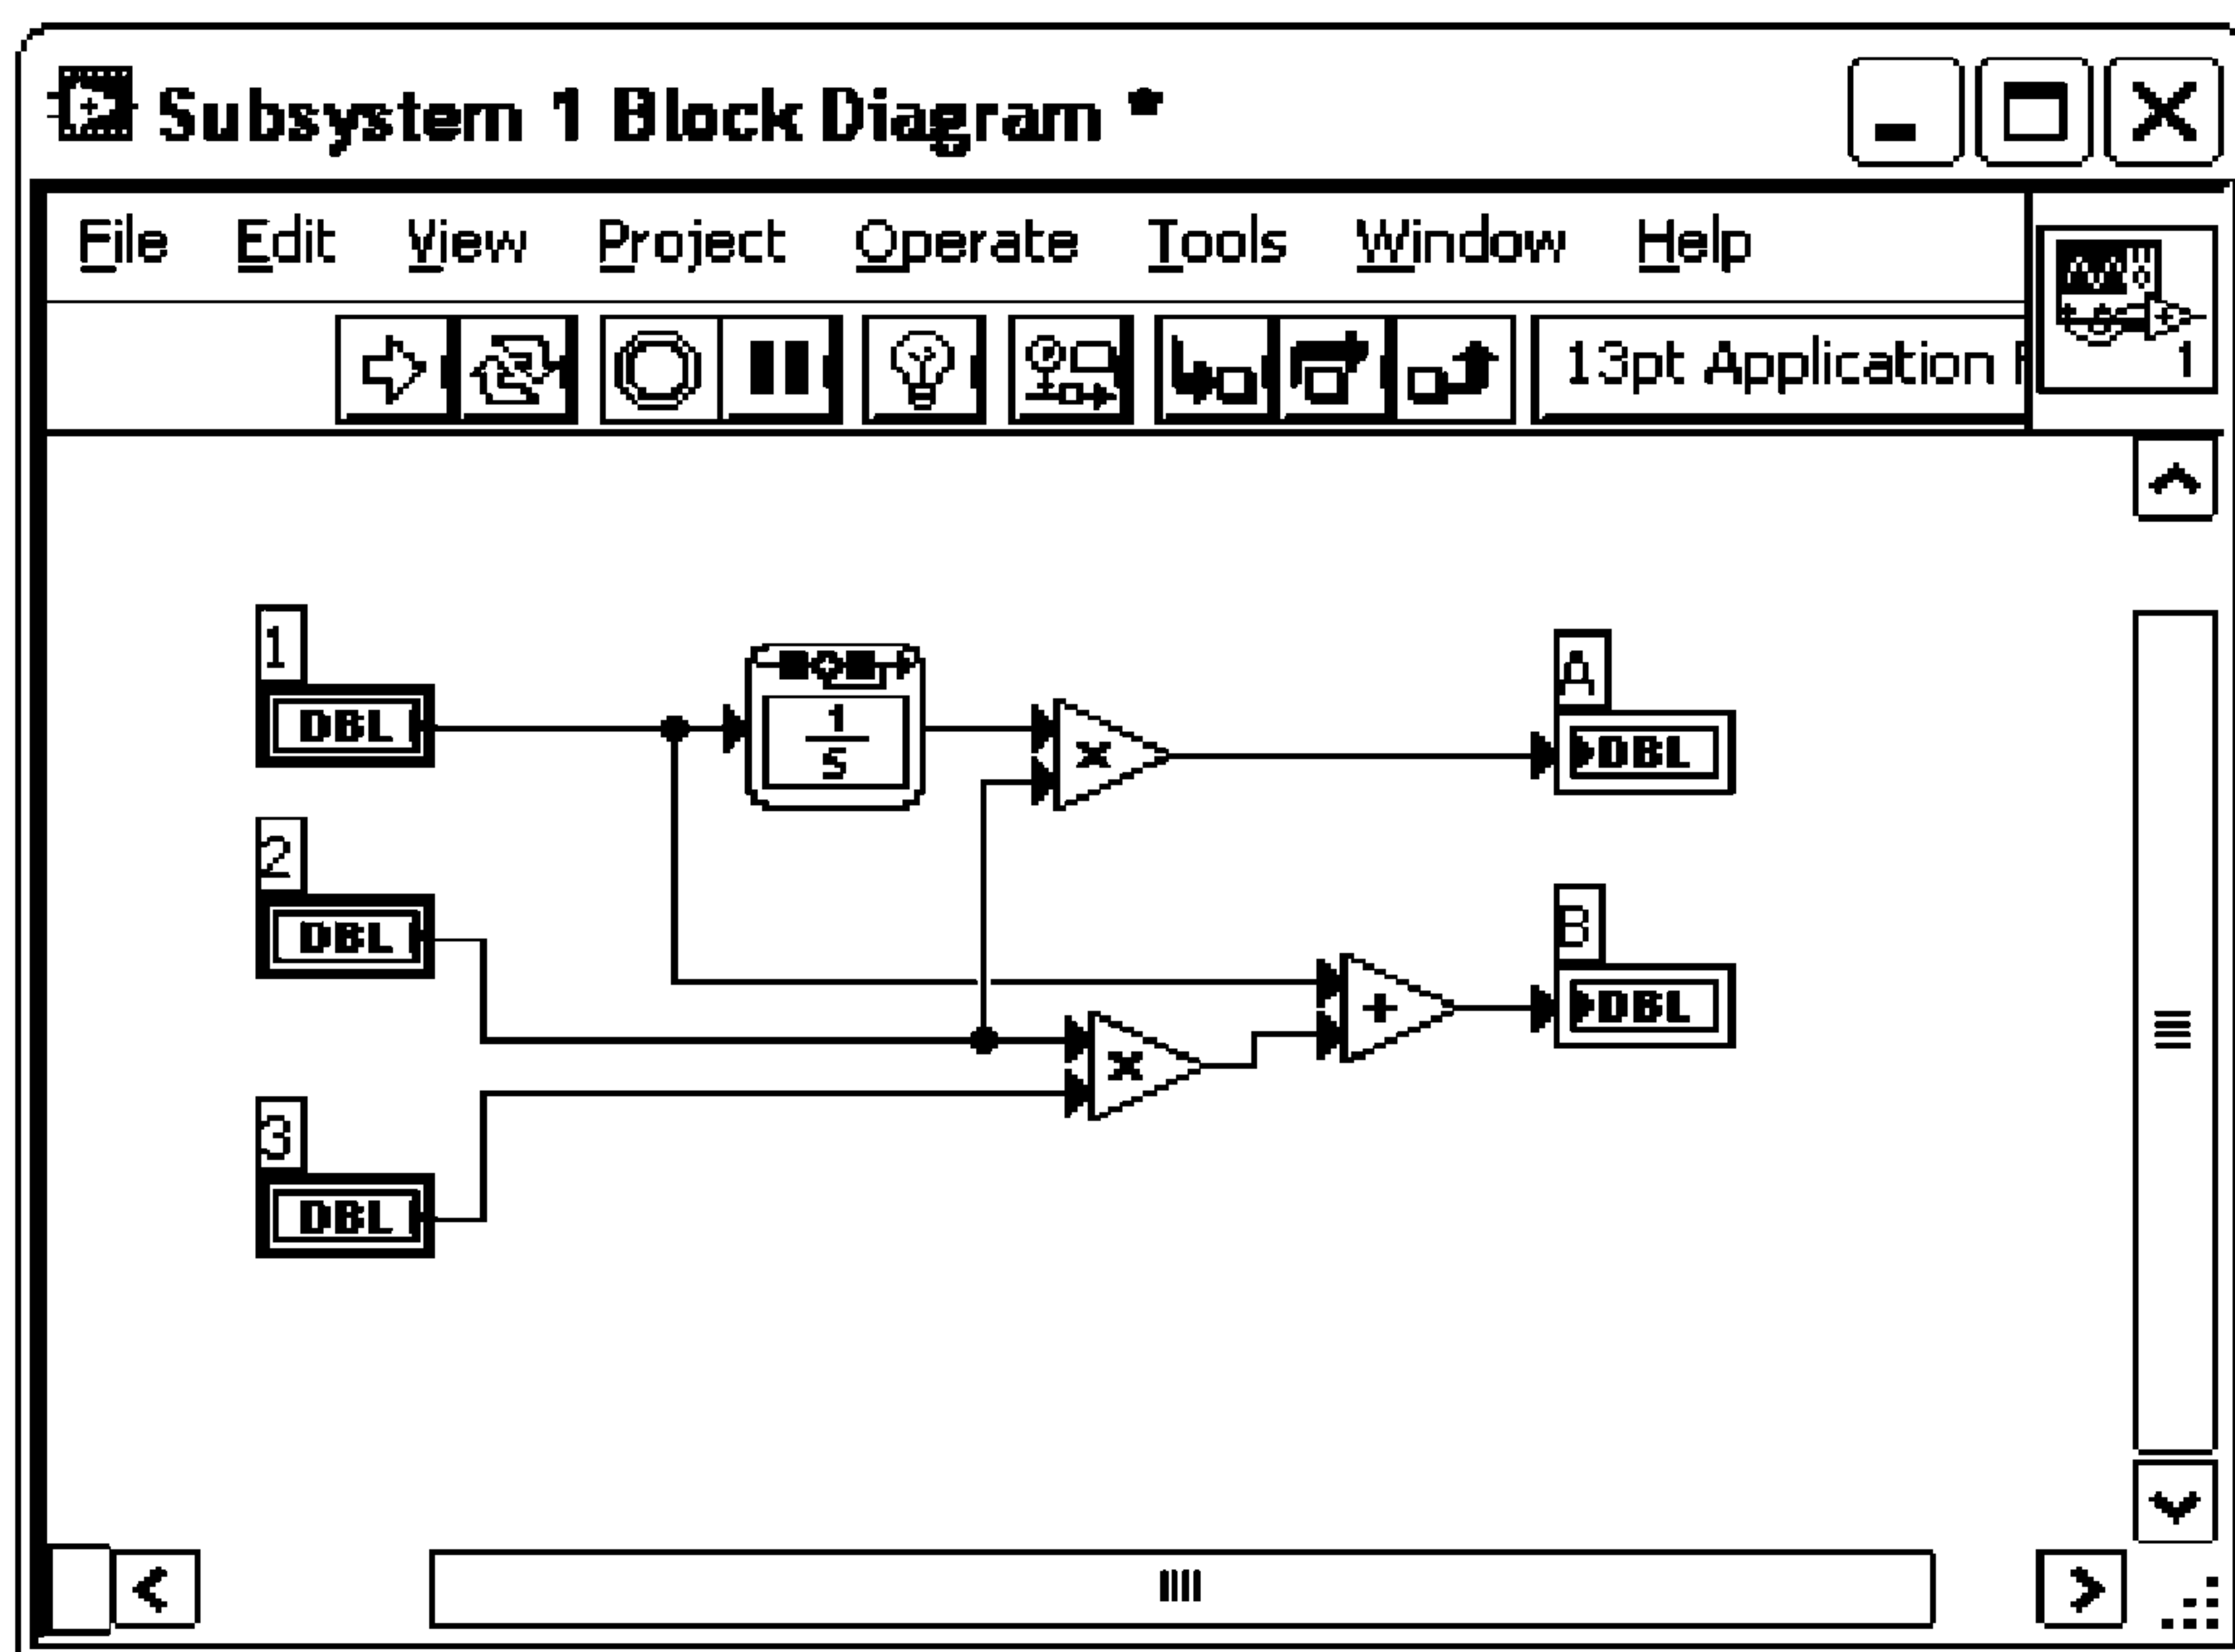 Subsystem 1 Block Diagram *
File Edit View Project Operate Tools Window Help
13pt Application F
1
1
DBL
1
s
x
A
DBL
2
DBL
B
DBL
+
x
3
DBL